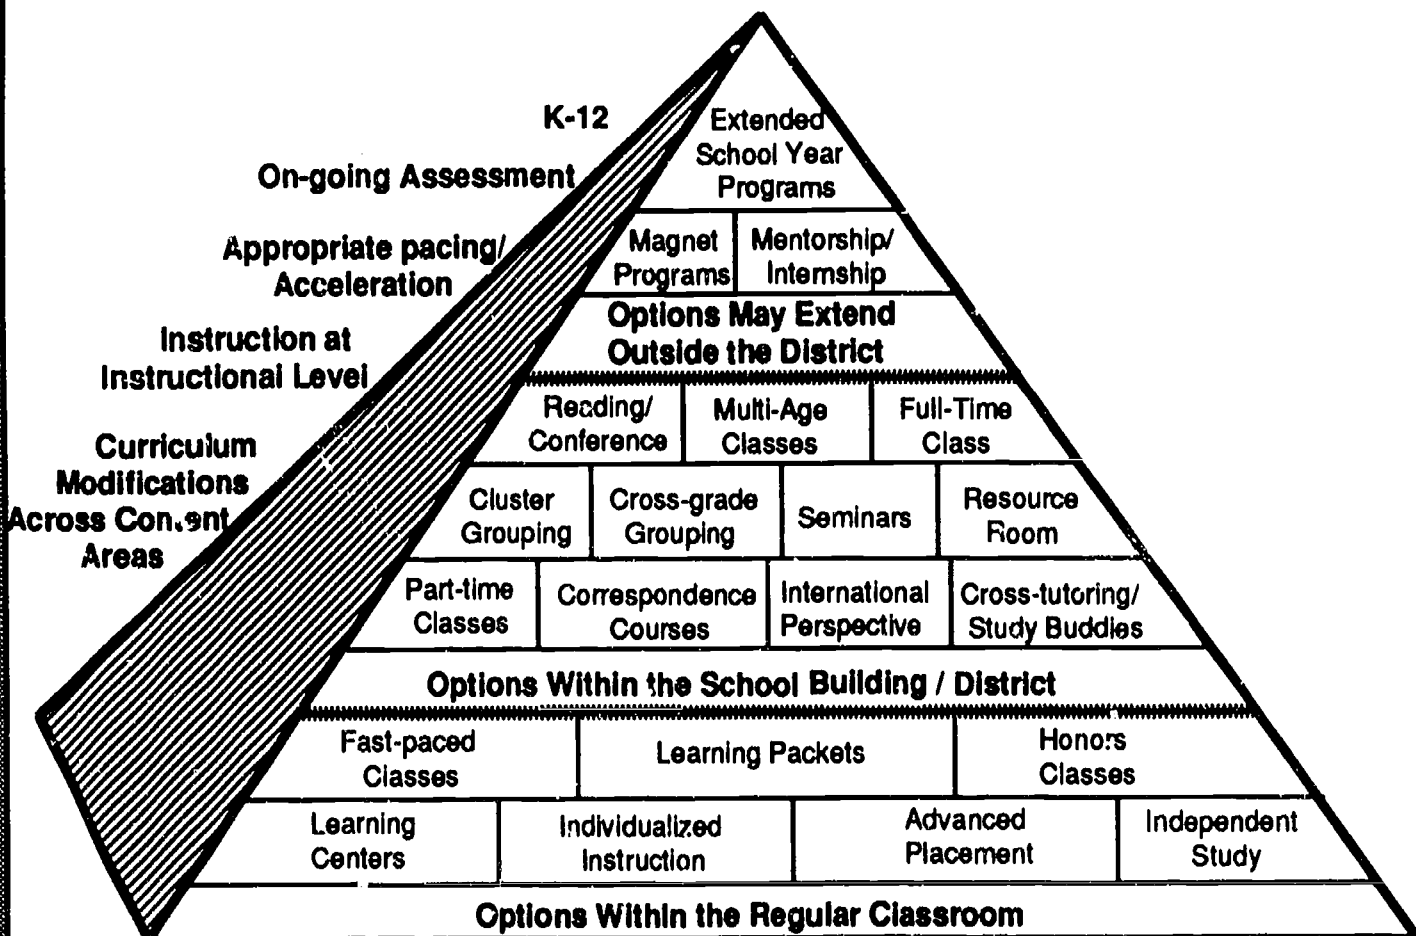 K-12
On-going Assessment
Appropriate pacing/
Acceleration
Instruction at
Instructional Level
Curriculum
Modifications
Across Content
Areas
Extended
School Year
Programs
Magnet
Programs
Mentorship/
Internship
Options May Extend
Outside the District
Reading/
Conference
Multi-Age
Classes
Full-Time
Class
Cluster
Grouping
Cross-grade
Grouping
Seminars
Resource
Room
Part-time
Classes
Correspondence
Courses
International
Perspective
Cross-tutoring/
Study Buddies
Options Within the School Building / District
Fast-paced
Classes
Learning Packets
Honors
Classes
Learning
Centers
Individualized
Instruction
Advanced
Placement
Independent
Study
Options Within the Regular Classroom